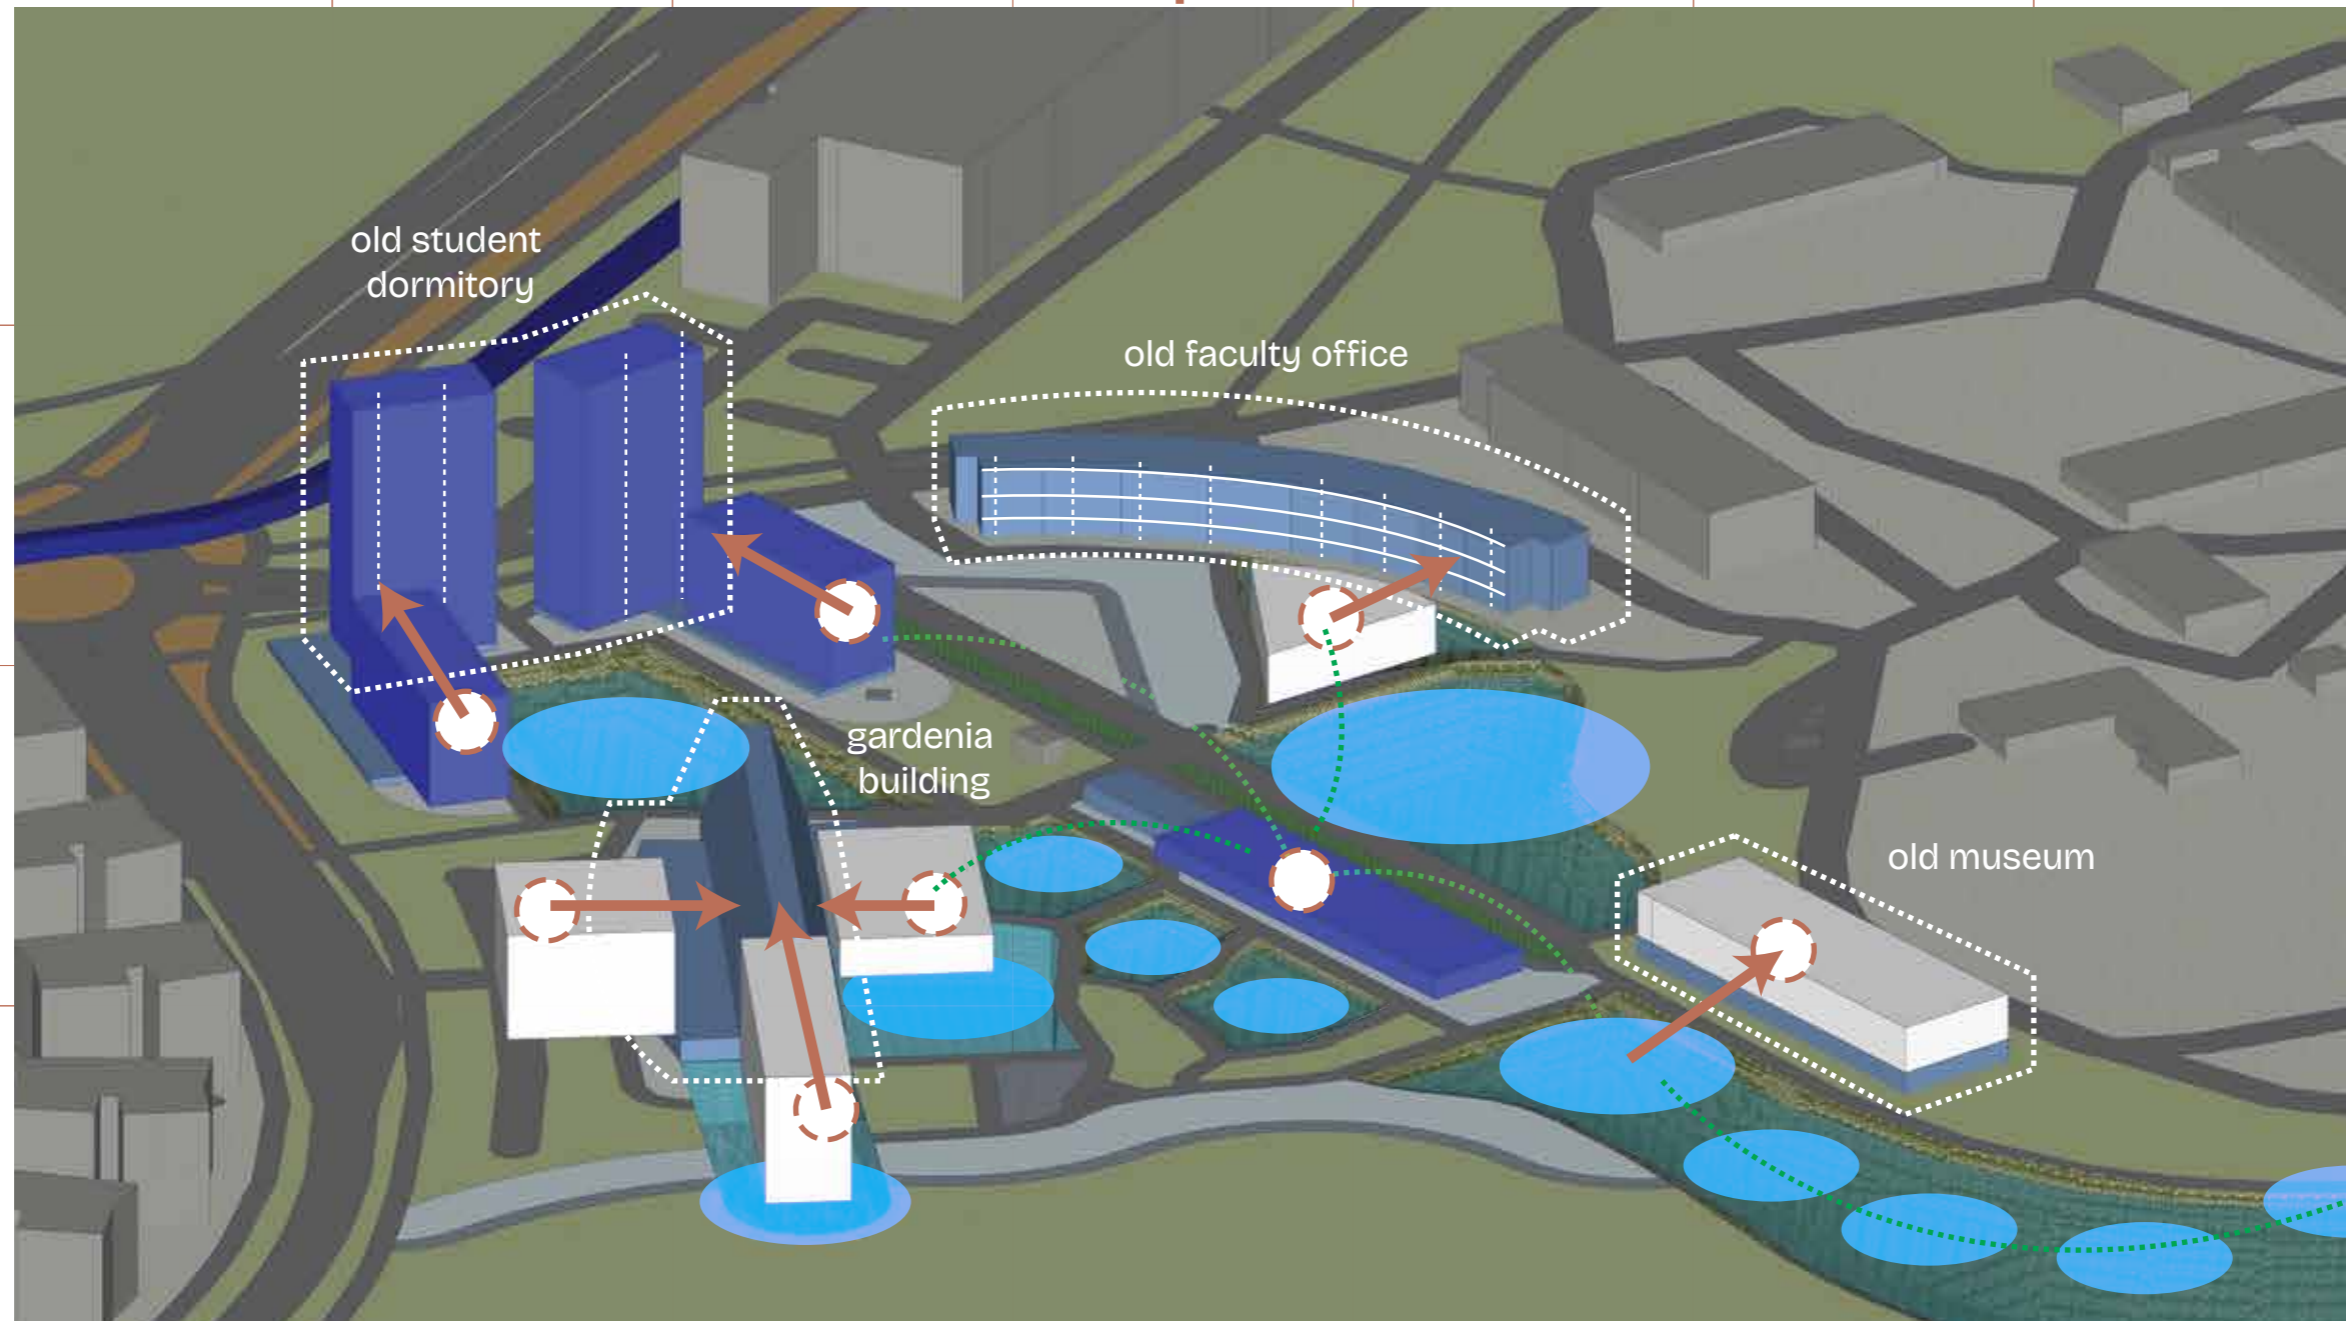 old student
dormitory
old faculty office
gardenia
building
old museum